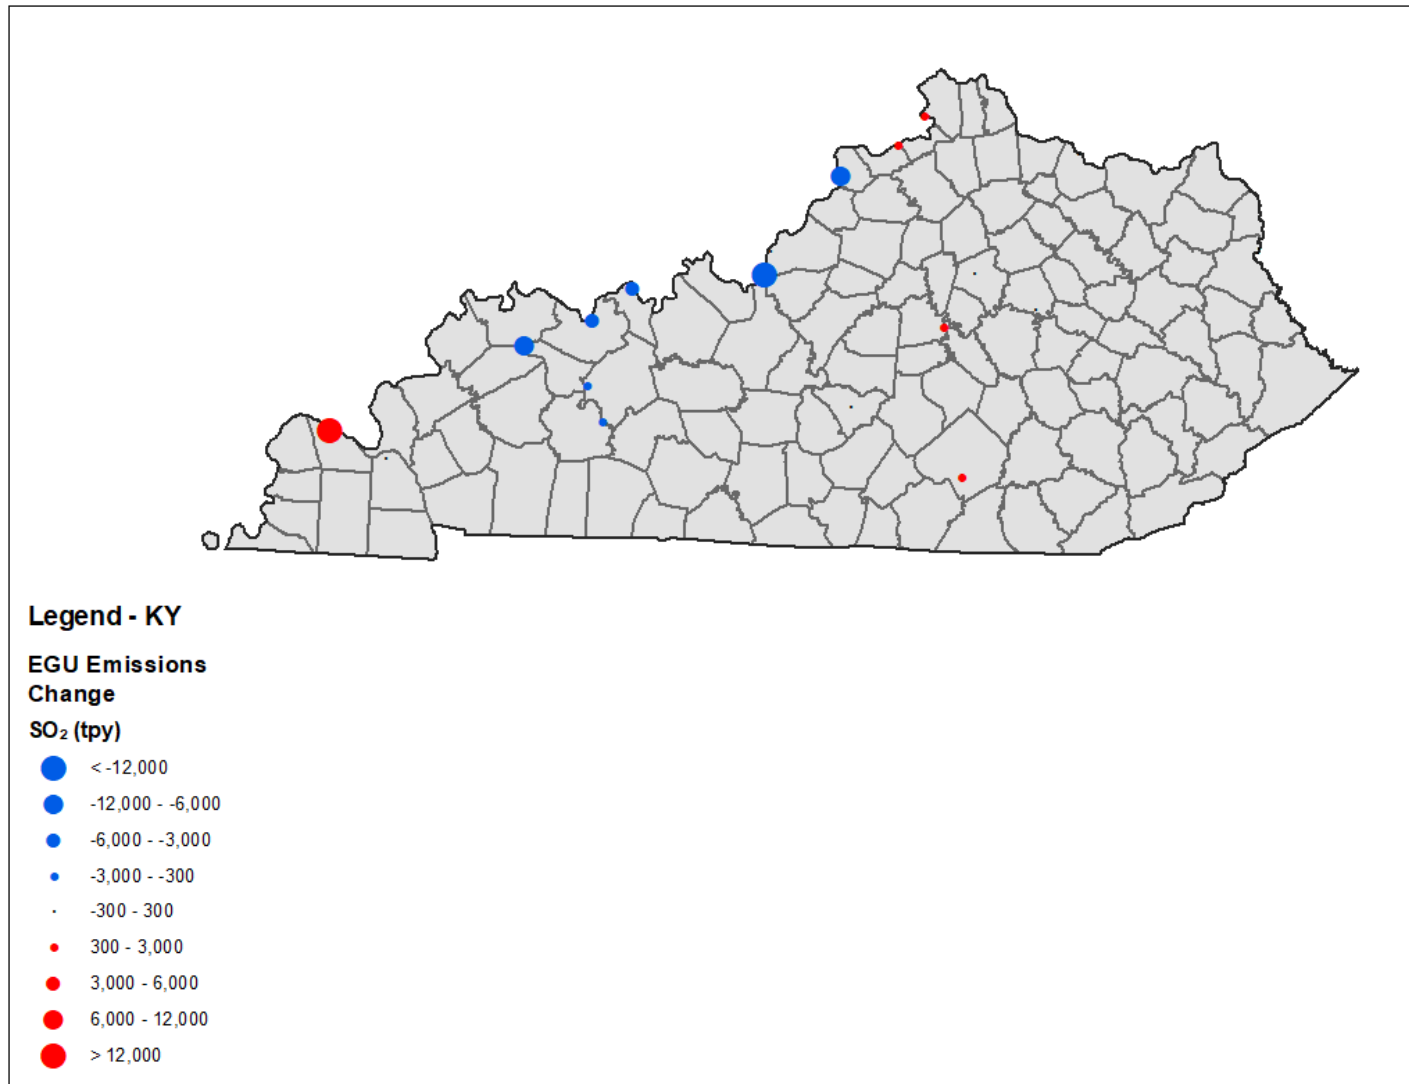 Legend - KY
EGU Emissions
Change
SO₂ (tpy)
< -12,000
-12,000 - -6,000
-6,000 - -3,000
-3,000 - -300
-300 - 300
300 - 3,000
3,000 - 6,000
6,000 - 12,000
> 12,000